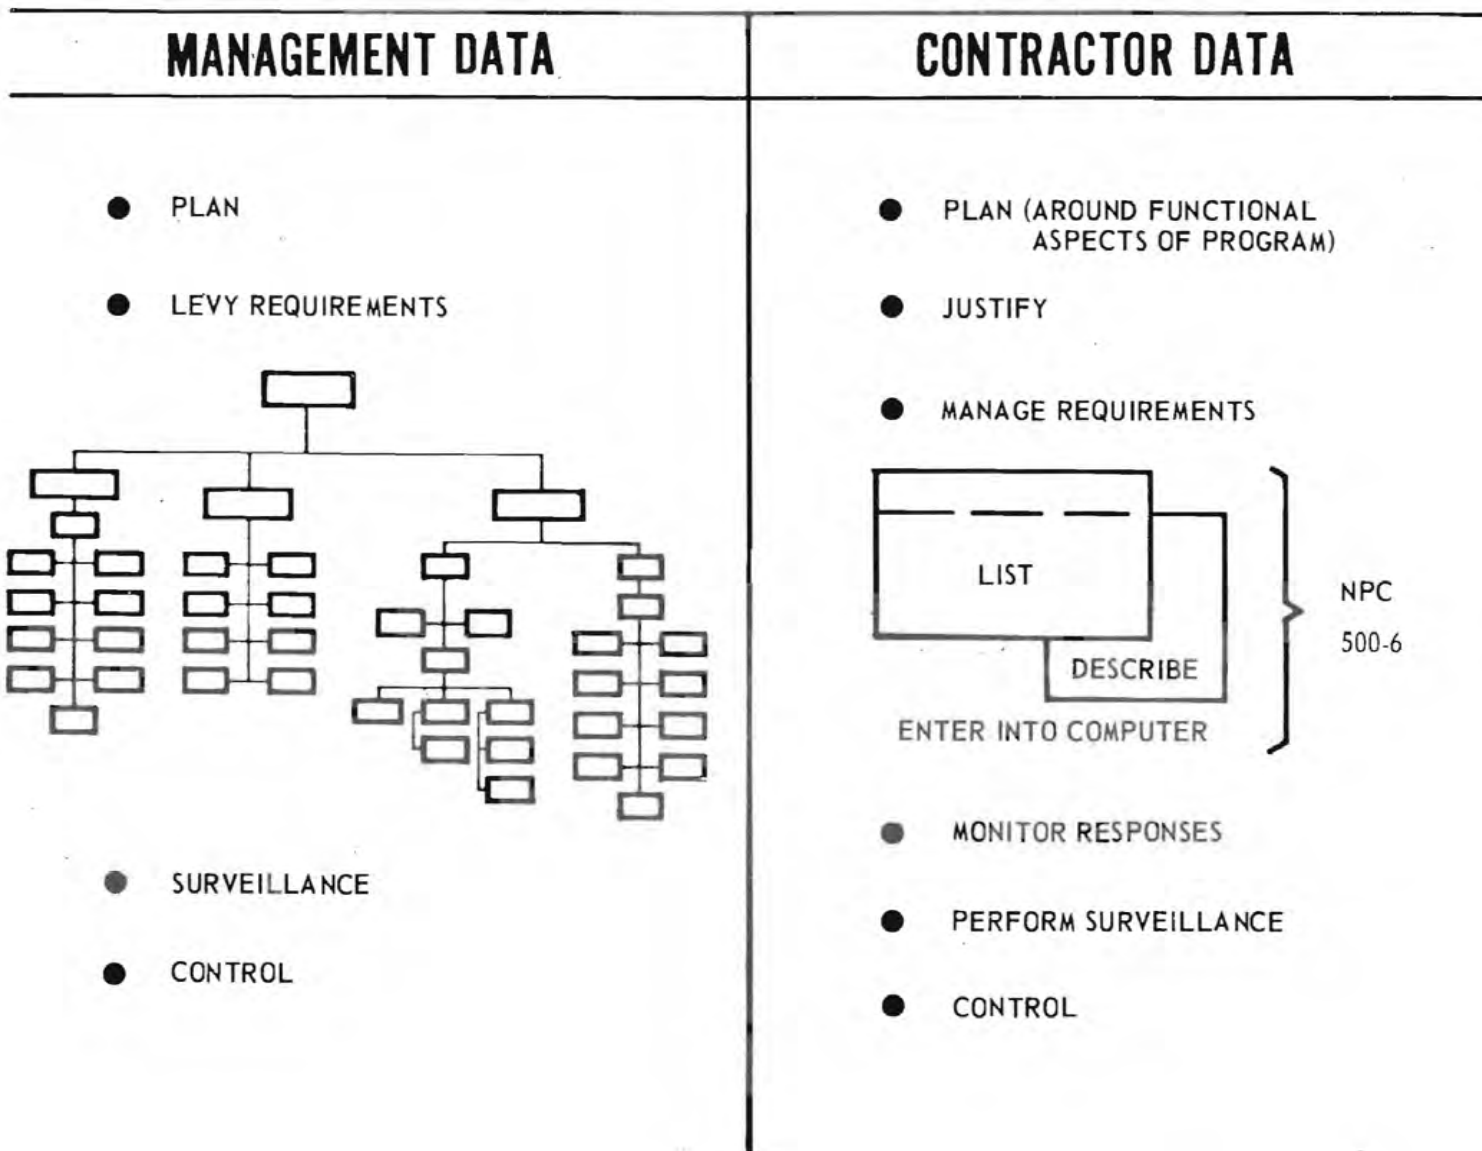 MANAGEMENT DATA
PLAN
LEVY REQUIREMENTS
SURVEILLANCE
CONTROL
CONTRACTOR DATA
PLAN (AROUND FUNCTIONAL
ASPECTS OF PROGRAM)
JUSTIFY
MANAGE REQUIREMENTS
LIST
DESCRIBE
ENTER INTO COMPUTER
NPC
500-6
MONITOR RESPONSES
PERFORM SURVEILLANCE
CONTROL